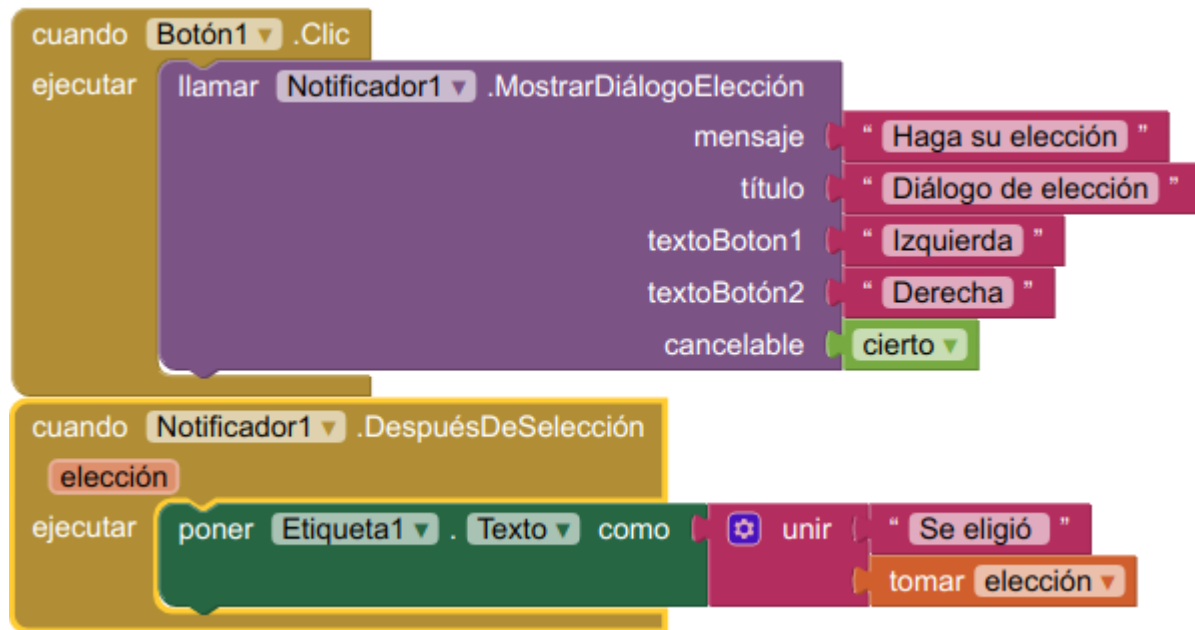 cuando Botón1 .Clic
ejecutar llamar Notificador1 .MostrarDiálogoElección
mensaje “ Haga su elección ”
título “ Diálogo de elección ”
textoBoton1 “ Izquierda ”
textoBotón2 “ Derecha ”
cancelable cierto
cuando Notificador1 .DespuésDeSelección
elección
ejecutar poner Etiqueta1 . Texto como unir “ Se eligió ”
tomar elección